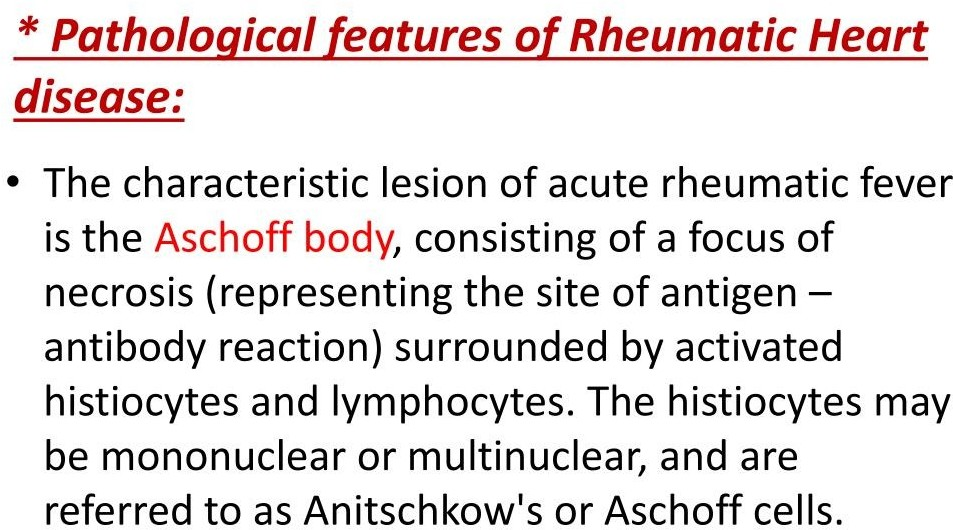 * Pathological features of Rheumatic Heart
disease:
• The characteristic lesion of acute rheumatic fever
is the Aschoff body, consisting of a focus of
necrosis (representing the site of antigen –
antibody reaction) surrounded by activated
histiocytes and lymphocytes. The histiocytes may
be mononuclear or multinuclear, and are
referred to as Anitschkow's or Aschoff cells.